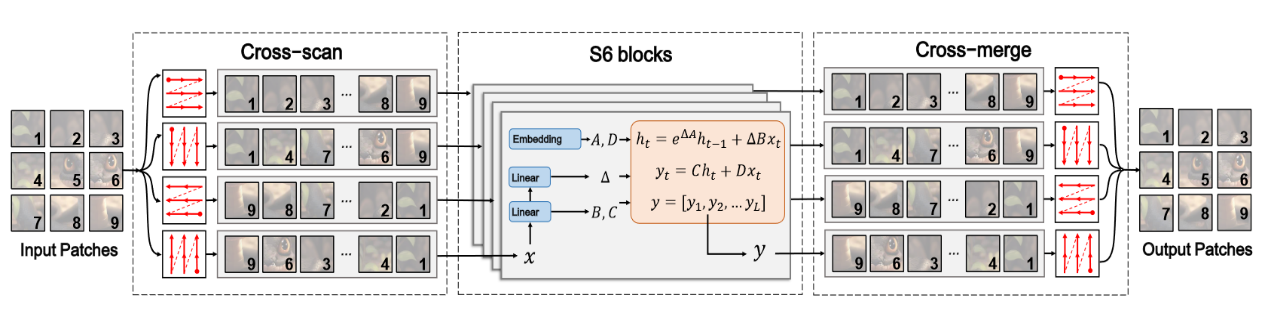 Cross-scan
S6 blocks
Cross-merge
1 2 3
4 5 6
7 8 9
Input Patches
1 2 3 ... 8 9
1 4 7 ... 6 9
9 8 7 ... 2 1
9 6 3 ... 4 1
Embedding
A, D
Linear
Δ
Linear
B, C
x
h_t = e^{ΔA}h_{t−1} + ΔBx_t
y_t = Ch_t + Dx_t
y = [y_1, y_2, ... y_L]
y
1 2 3 ... 8 9
1 4 7 ... 6 9
9 8 7 ... 2 1
9 6 3 ... 4 1
1 2 3
4 5 6
7 8 9
Output Patches